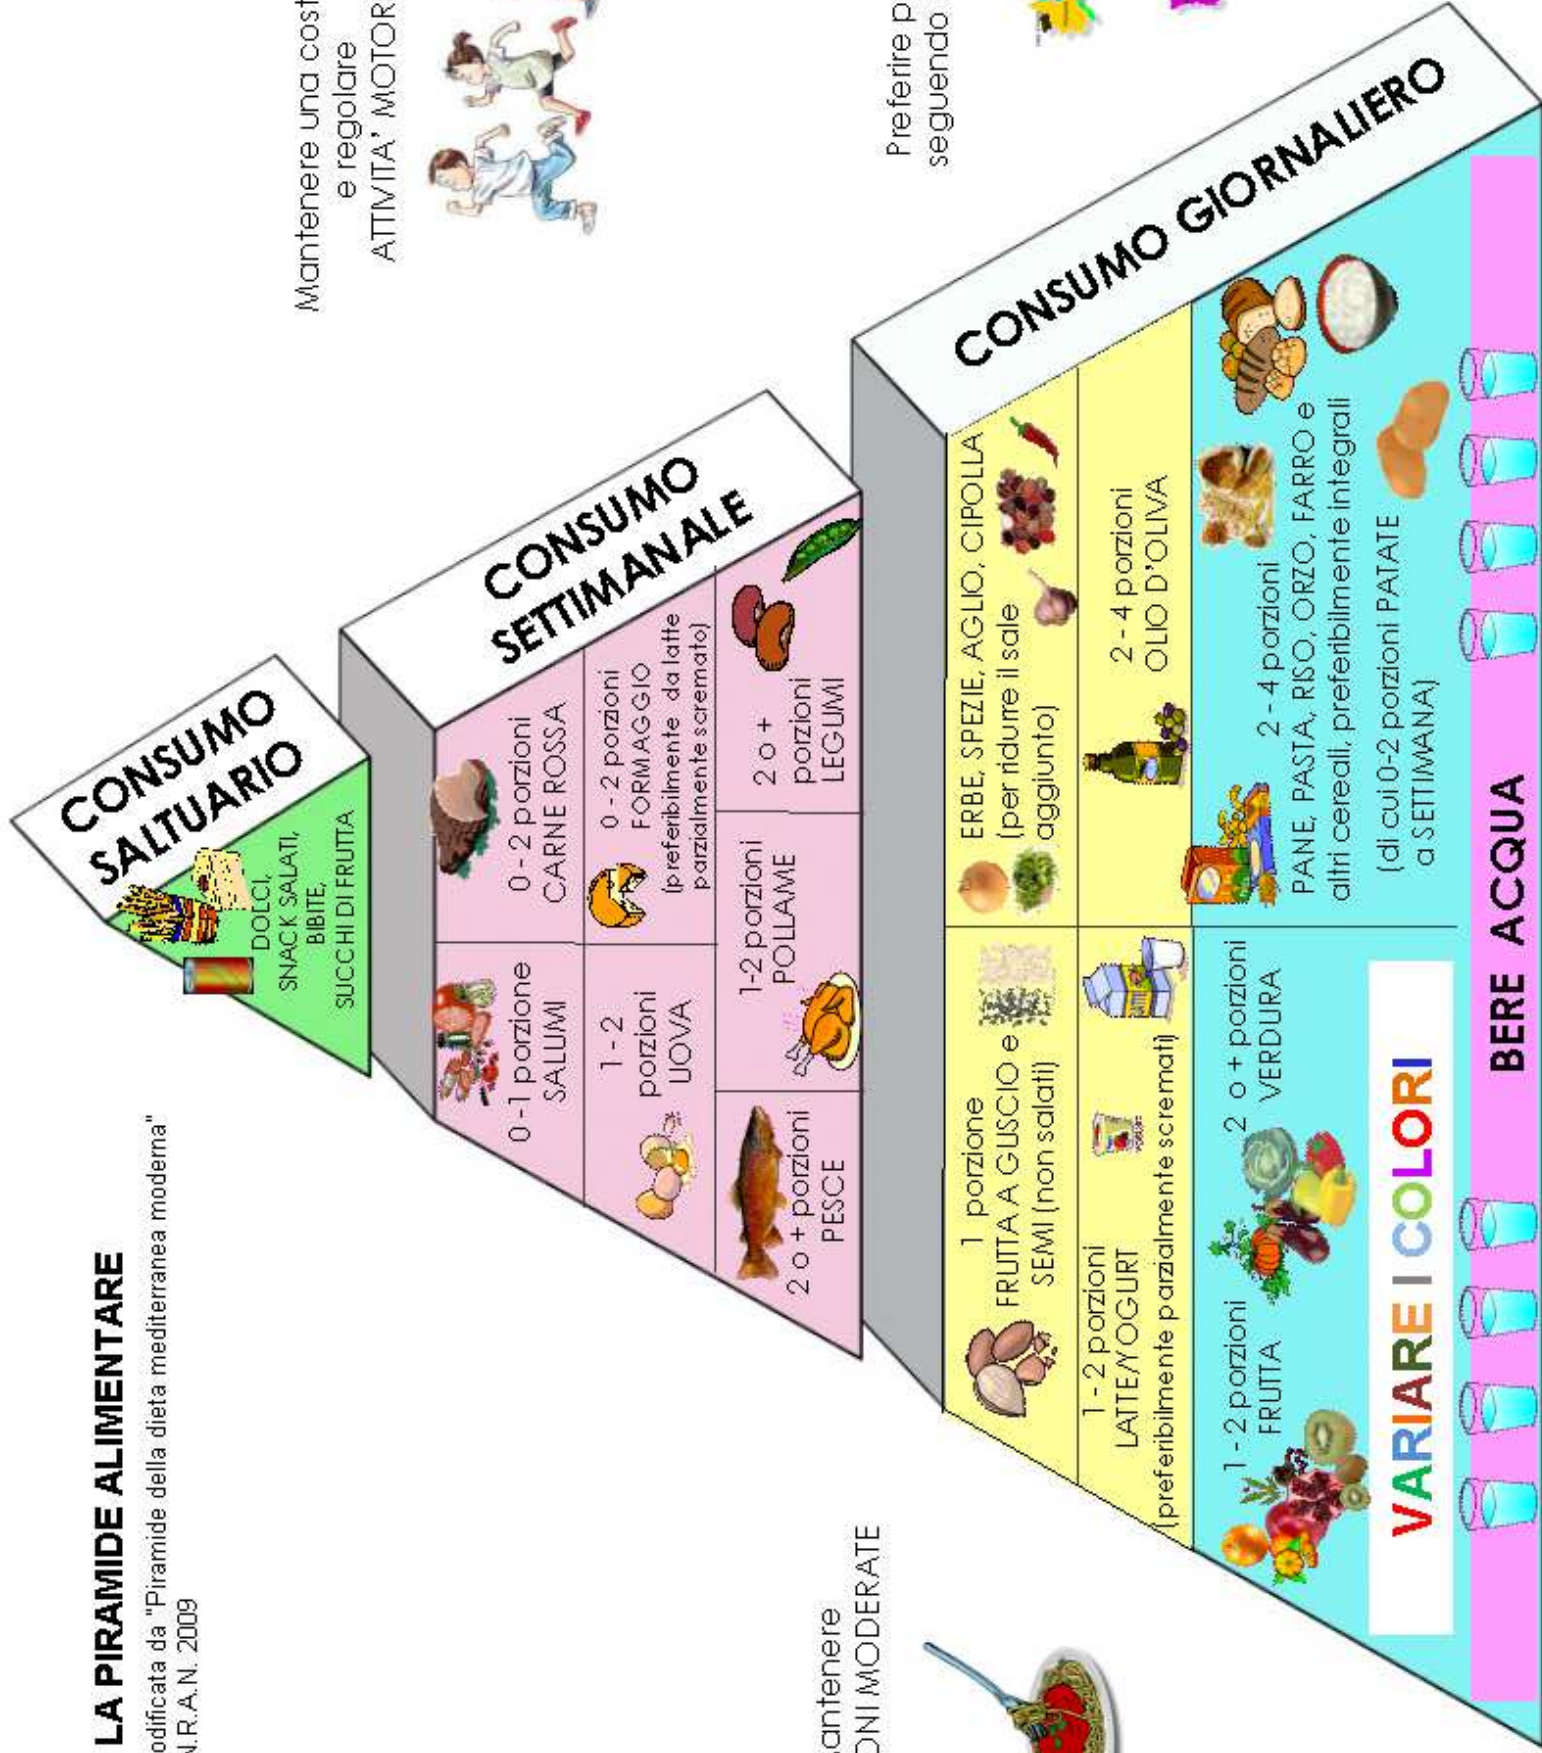 LA PIRAMIDE ALIMENTARE
odificata da "Piramide della dieta mediterranea moderna"
N.R.A.N. 2009
Mantenere una cost
e regolare
ATTIVITA' MOTOR
CONSUMO
SALTUARIO
DOLCI,
SNACK SALATI,
BIBITE,
SUCCHI DI FRUTTA
CONSUMO
SETTIMANALE
0 -1 porzione
SALUMI
0 - 2 porzioni
CARNE ROSSA
1 - 2
porzioni
UOVA
0 - 2 porzioni
FORMAGGIO
(preferibilmente da latte
parzialmente scremato)
2 o + porzioni
PESCE
1-2 porzioni
POLLAME
2 o +
porzioni
LEGUMI
antenere
ONI MODERATE
Preferire p
seguendo
CONSUMO GIORNALIERO
1 porzione
FRUTTA A GUSCIO e
SEMI (non salati)
ERBE, SPEZIE, AGLIO, CIPOLLA
(per ridurre il sale
aggiunto)
1 - 2 porzioni
LATTE/YOGURT
(preferibilmente parzialmente scremati)
2 - 4 porzioni
OLIO D'OLIVA
1 - 2 porzioni
FRUTTA
2 o + porzioni
VERDURA
2 - 4 porzioni
PANE, PASTA, RISO, ORZO, FARRO e
altri cereali, preferibilmente integrali
(di cui 0-2 porzioni PATATE
a SETTIMANA)
VARIARE I COLORI
BERE ACQUA